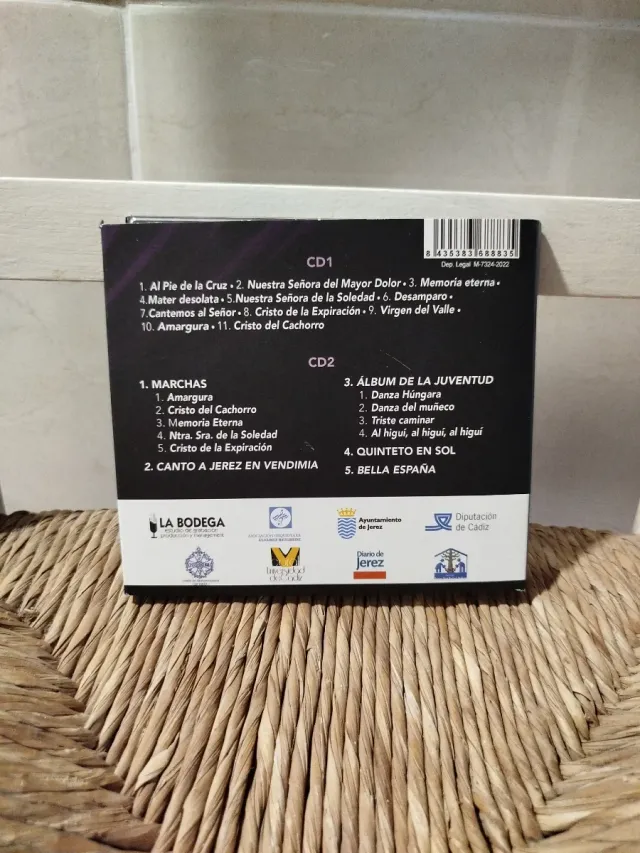 8 435383 688835
Dep. Legal M-7324-2022
CD1
1. Al Pie de la Cruz • 2. Nuestra Señora del Mayor Dolor • 3. Memoria eterna •
4.Mater desolata • 5.Nuestra Señora de la Soledad • 6. Desamparo •
7.Cantemos al Señor • 8. Cristo de la Expiración • 9. Virgen del Valle •
10. Amargura • 11. Cristo del Cachorro
CD2
1. MARCHAS
1. Amargura
2. Cristo del Cachorro
3. Memoria Eterna
4. Ntra. Sra. de la Soledad
5. Cristo de la Expiración
2. CANTO A JEREZ EN VENDIMIA
3. ÁLBUM DE LA JUVENTUD
1. Danza Húngara
2. Danza del muñeco
3. Triste caminar
4. Al higuí, al higuí, al higuí
4. QUINTETO EN SOL
5. BELLA ESPAÑA
LA BODEGA
estudio de grabación
producción y management
Ayuntamiento
de Jerez
Diputación
de Cádiz
Universidad
de Cádiz
Diario de
Jerez